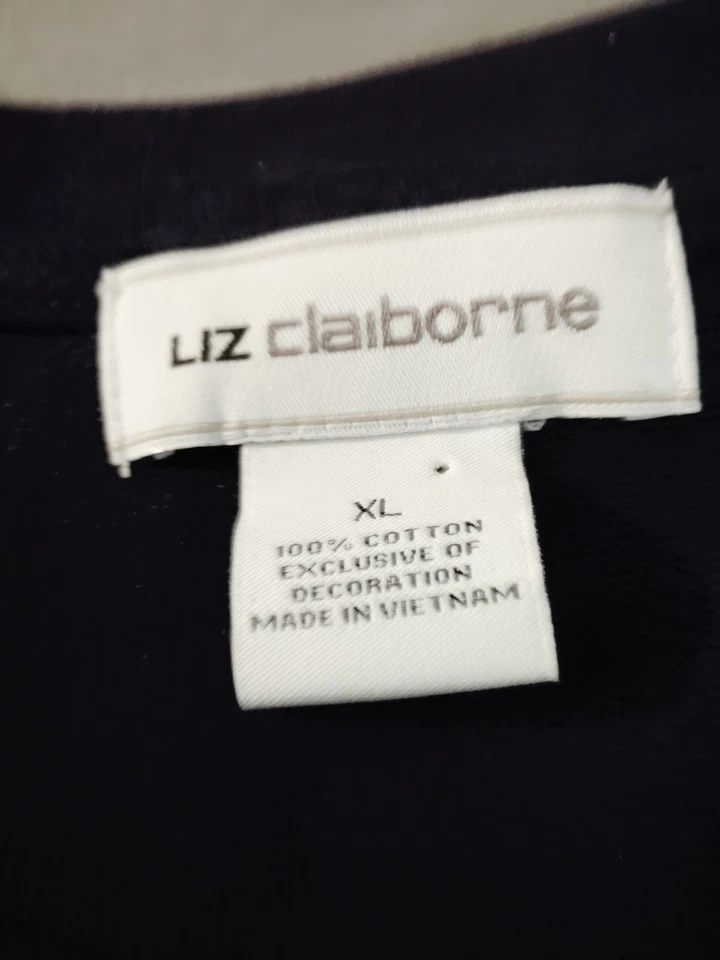 LIZ claiborne
XL
100% COTTON
EXCLUSIVE OF
DECORATION
MADE IN VIETNAM